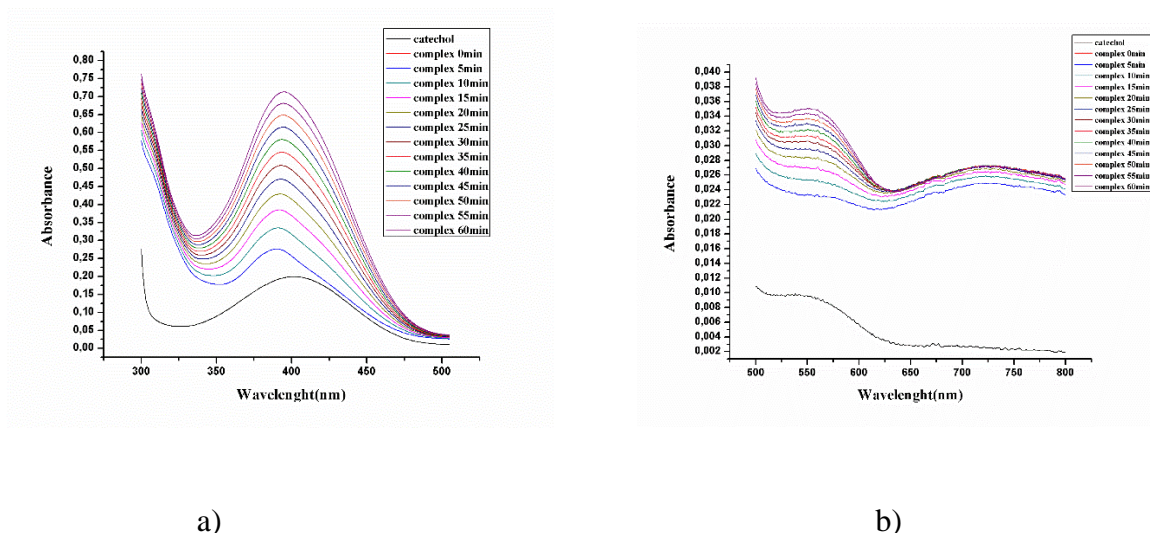 catechol
complex 0min
complex 5min
complex 10min
complex 15min
complex 20min
complex 25min
complex 30min
complex 35min
complex 40min
complex 45min
complex 50min
complex 55min
complex 60min
0,80
0,75
0,70
0,65
0,60
0,55
0,50
0,45
0,40
0,35
0,30
0,25
0,20
0,15
0,10
0,05
0,00
Absorbance
300
350
400
450
500
Wavelenght(nm)
a)
catechol
complex 0min
complex 5min
complex 10min
complex 15min
complex 20min
complex 25min
complex 30min
complex 35min
complex 40min
complex 45min
complex 50min
complex 55min
complex 60min
0,040
0,038
0,036
0,034
0,032
0,030
0,028
0,026
0,024
0,022
0,020
0,018
0,016
0,014
0,012
0,010
0,008
0,006
0,004
0,002
Absorbance
500
550
600
650
700
750
800
Wavelenght(nm)
b)